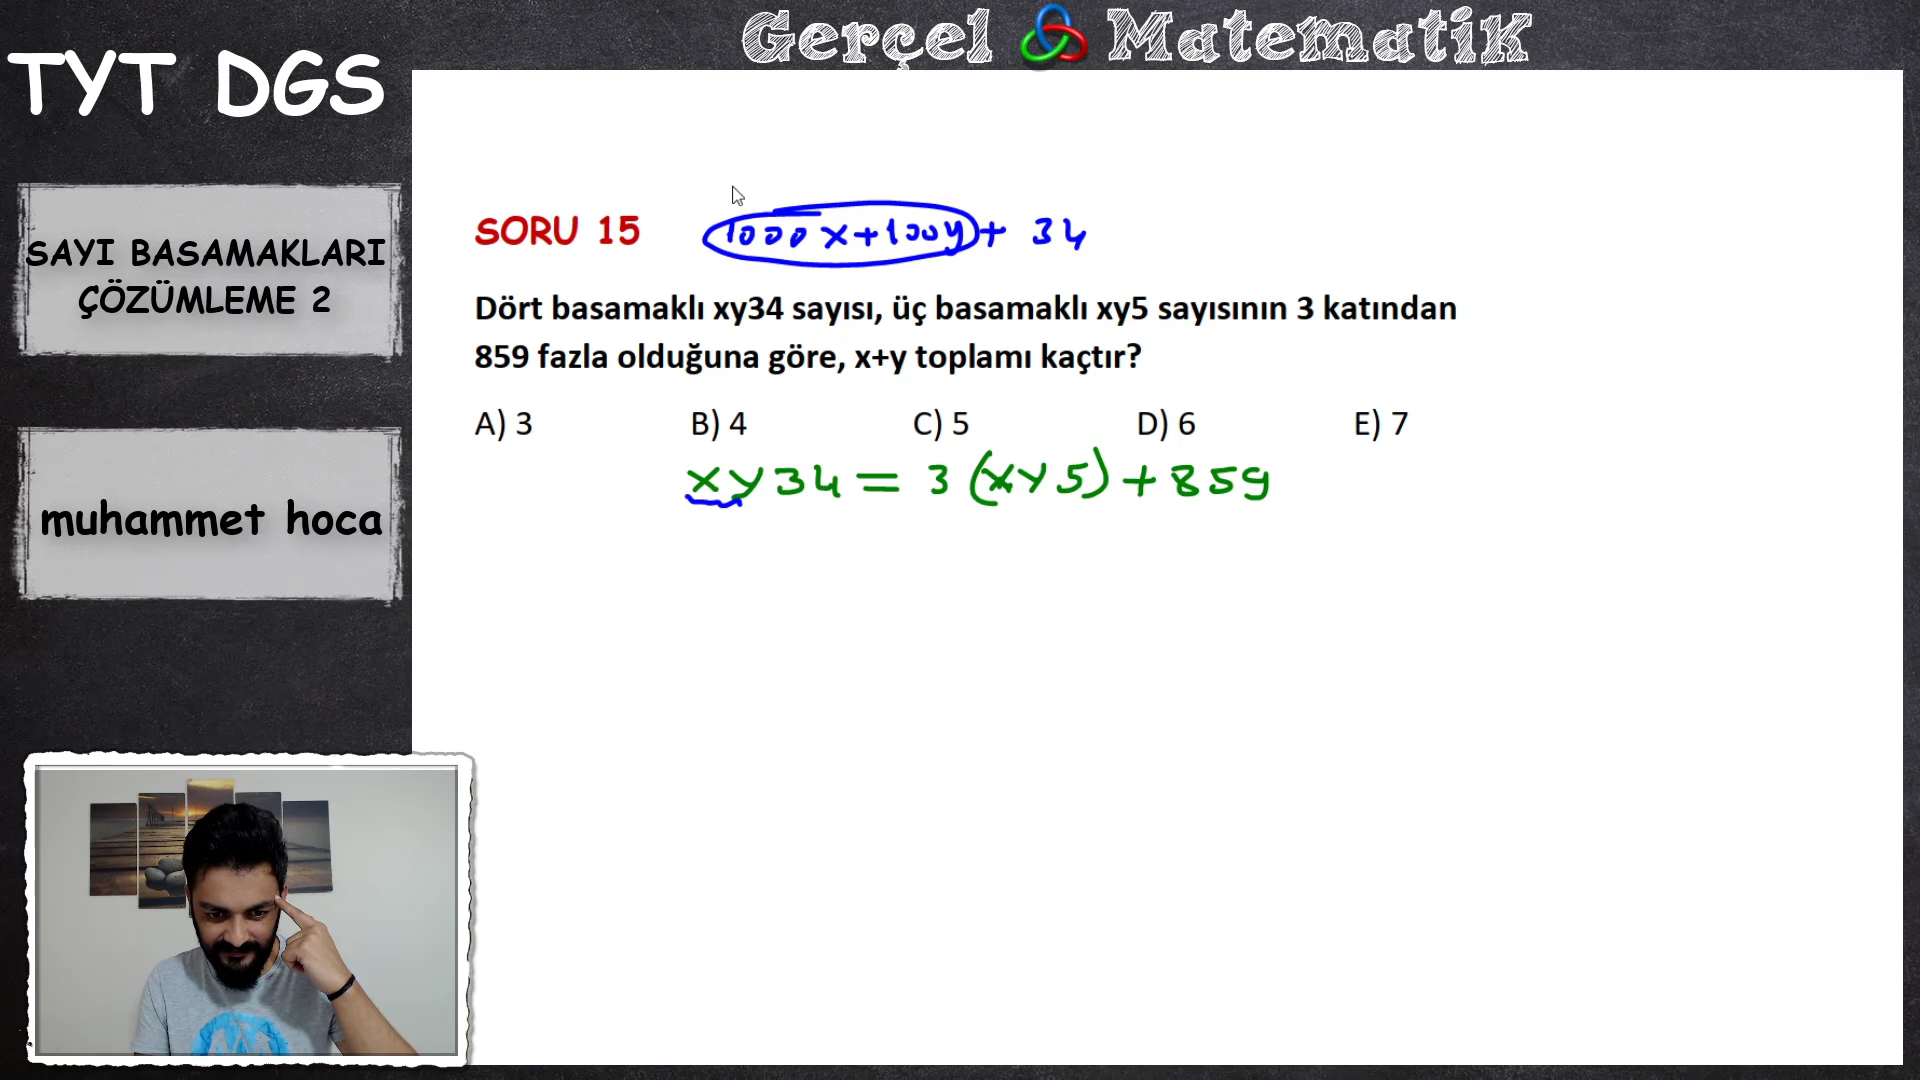 Gerçel Matematik
TYT DGS
SAYI BASAMAKLARI
ÇÖZÜMLEME 2
muhammet hoca
SORU 15 1000x+100y+ 34
Dört basamaklı xy34 sayısı, üç basamaklı xy5 sayısının 3 katından
859 fazla olduğuna göre, x+y toplamı kaçtır?
A) 3 B) 4 C) 5 D) 6 E) 7
xy34 = 3 (xy5) + 859